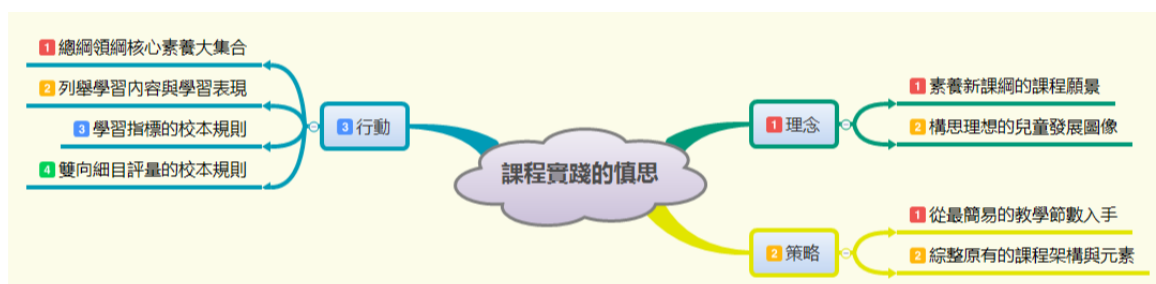 課程實踐的慎思
1 理念
1 素養新課綱的課程願景
2 構思理想的兒童發展圖像
2 策略
1 從最簡易的教學節數入手
2 綜整原有的課程架構與元素
3 行動
1 總綱領綱核心素養大集合
2 列舉學習內容與學習表現
3 學習指標的校本規則
4 雙向細目評量的校本規則